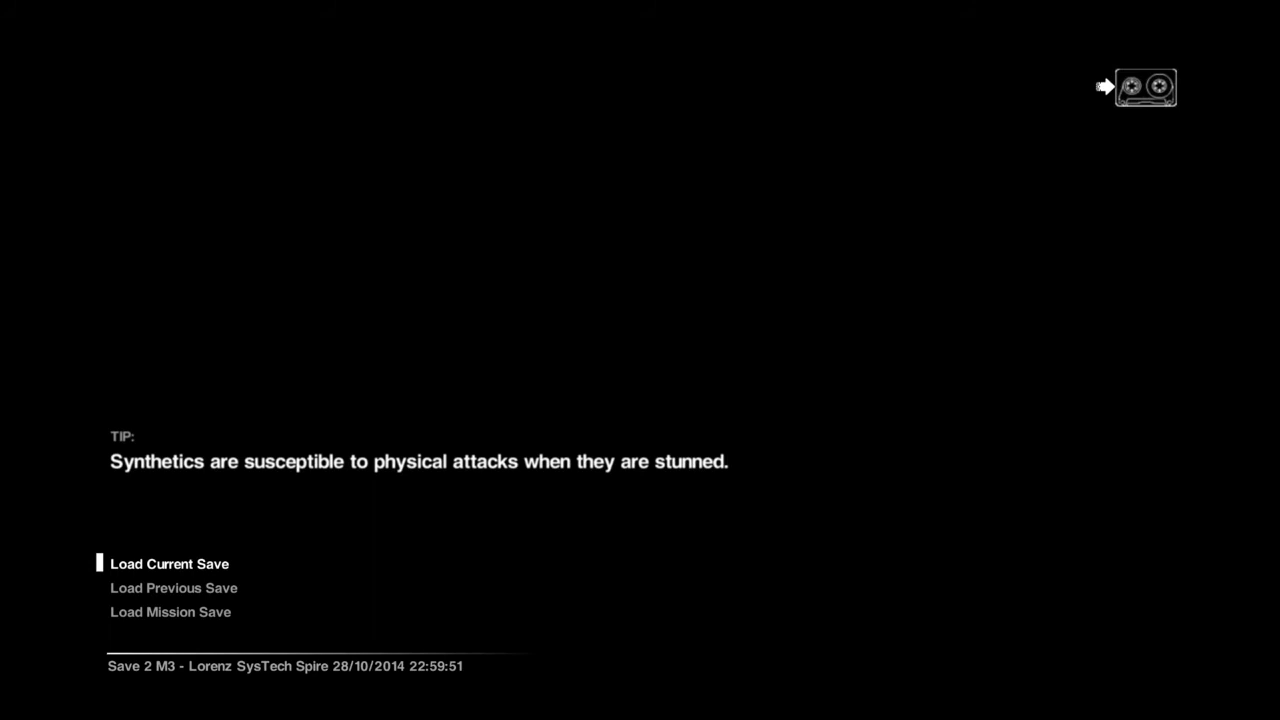 TIP:
Synthetics are susceptible to physical attacks when they are stunned.
Load Current Save
Load Previous Save
Load Mission Save
Save 2 M3 - Lorenz SysTech Spire 28/10/2014 22:59:51